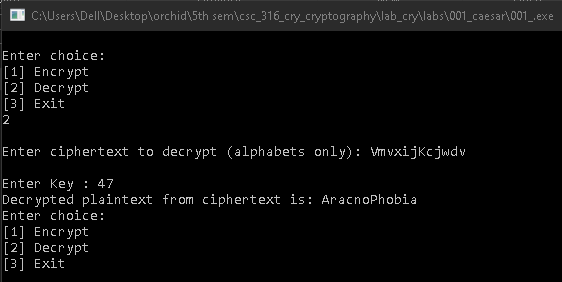 C:\Users\Dell\Desktop\orchid\5th sem\csc_316_cry_cryptography\lab_cry\labs\001_caesar\001_.exe
Enter choice:
[1] Encrypt
[2] Decrypt
[3] Exit
2
Enter ciphertext to decrypt (alphabets only): VmvxijKcjwdv
Enter Key : 47
Decrypted plaintext from ciphertext is: AracnoPhobia
Enter choice:
[1] Encrypt
[2] Decrypt
[3] Exit